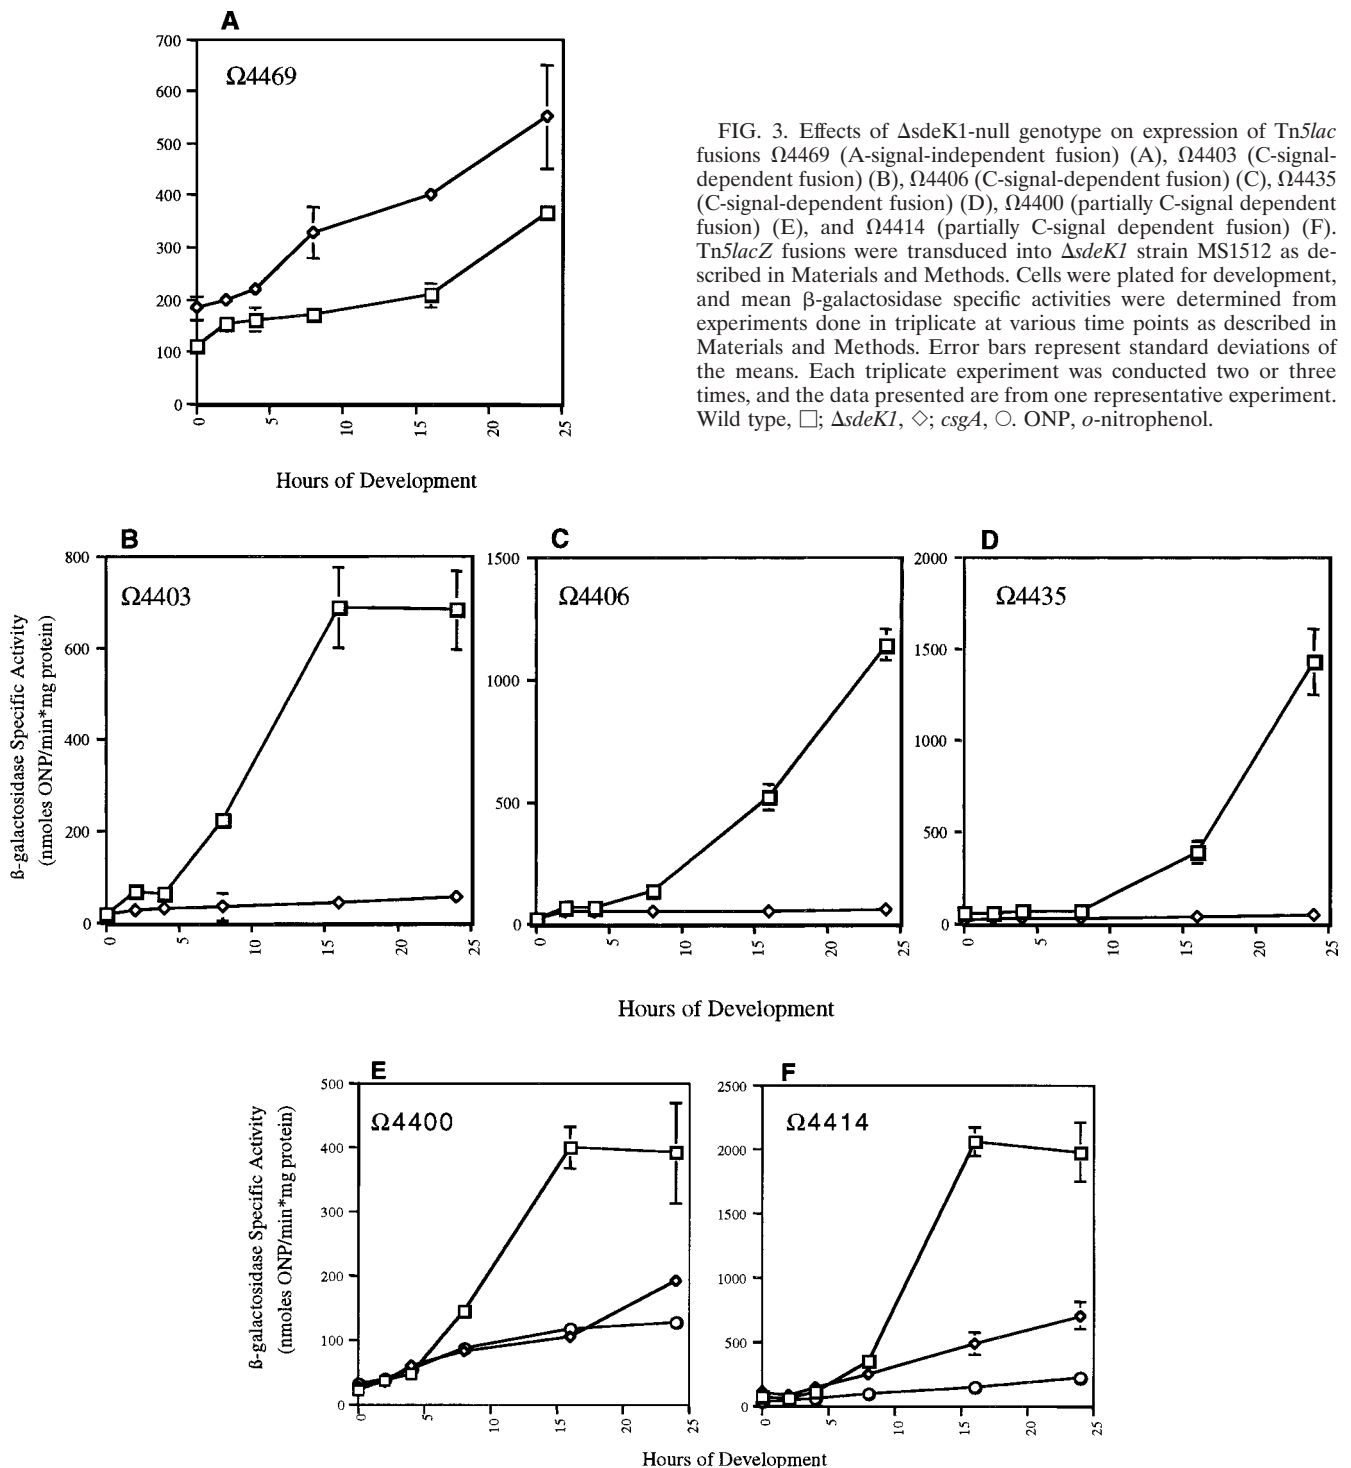 A
700
600
500
400
300
200
100
0
Ω4469
0
5
10
15
20
25
Hours of Development
FIG. 3. Effects of ΔsdeK1-null genotype on expression of Tn5lac
fusions Ω4469 (A-signal-independent fusion) (A), Ω4403 (C-signal-
dependent fusion) (B), Ω4406 (C-signal-dependent fusion) (C), Ω4435
(C-signal-dependent fusion) (D), Ω4400 (partially C-signal dependent
fusion) (E), and Ω4414 (partially C-signal dependent fusion) (F).
Tn5lacZ fusions were transduced into ΔsdeK1 strain MS1512 as de-
scribed in Materials and Methods. Cells were plated for development,
and mean β-galactosidase specific activities were determined from
experiments done in triplicate at various time points as described in
Materials and Methods. Error bars represent standard deviations of
the means. Each triplicate experiment was conducted two or three
times, and the data presented are from one representative experiment.
Wild type, □; ΔsdeK1, ◇; csgA, ○. ONP, o-nitrophenol.
ß-galactosidase Specific Activity
(nmoles ONP/min*mg protein)
B
800
600
400
200
0
Ω4403
0
5
10
15
20
25
C
1500
1000
500
0
Ω4406
0
5
10
15
20
25
D
2000
1500
1000
500
0
Ω4435
0
5
10
15
20
25
Hours of Development
ß-galactosidase Specific Activity
(nmoles ONP/min*mg protein)
E
500
400
300
200
100
0
Ω4400
0
5
10
15
20
25
F
2500
2000
1500
1000
500
0
Ω4414
0
5
10
15
20
25
Hours of Development